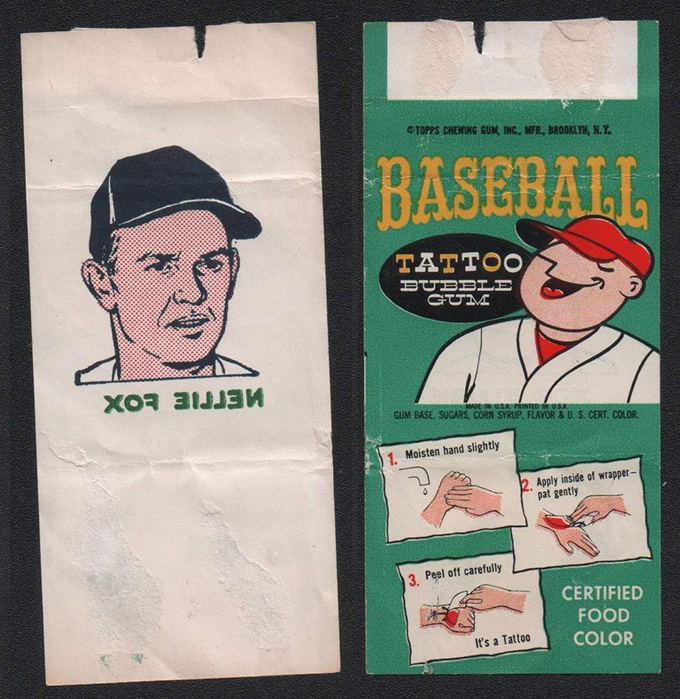 NELLIE FOX
© TOPPS CHEWING GUM, INC., MFR., BROOKLYN, N. Y.
BASEBALL
TATTOO
BUBBLE
GUM
MADE IN U.S.A. PRINTED IN U.S.A.
GUM BASE, SUGARS, CORN SYRUP, FLAVOR & U. S. CERT. COLOR.
1. Moisten hand slightly
2. Apply inside of wrapper–
pat gently
3. Peel off carefully
It's a Tattoo
CERTIFIED
FOOD
COLOR